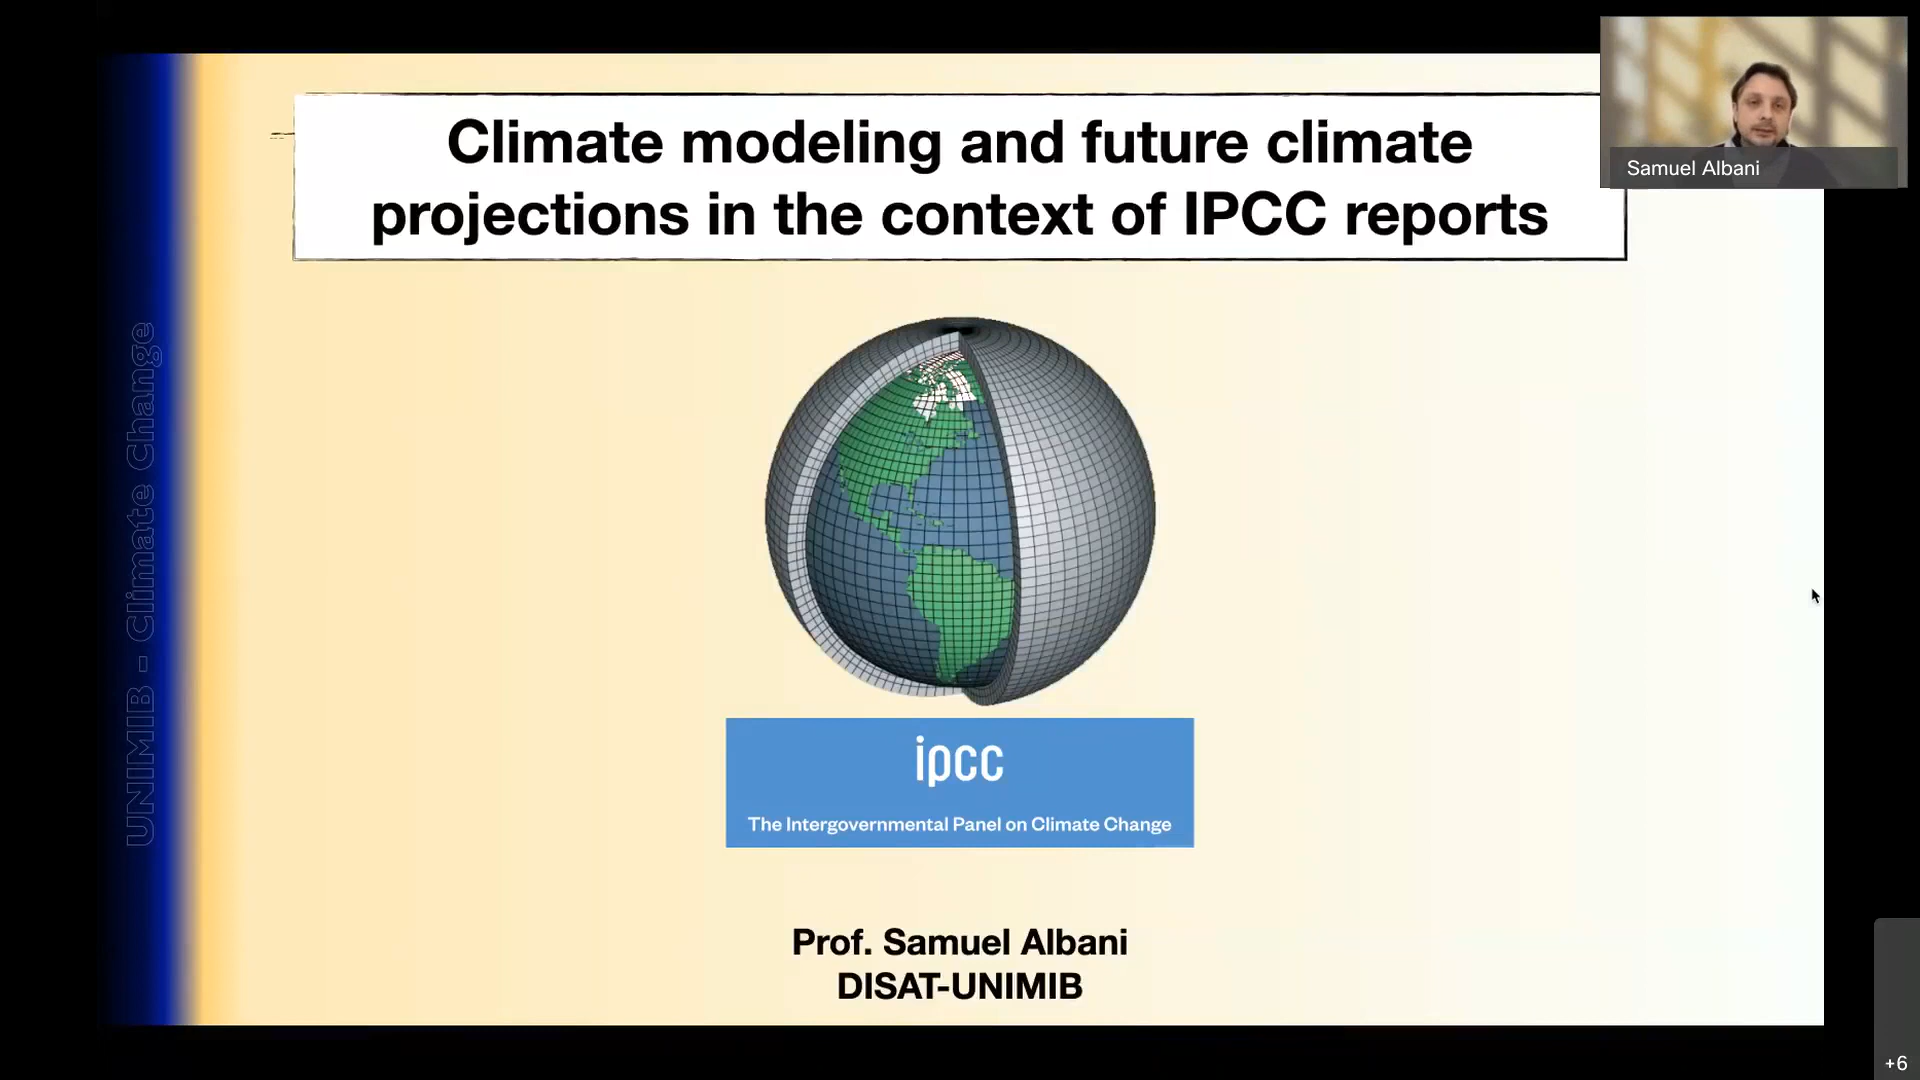 Climate modeling and future climate
projections in the context of IPCC reports
Samuel Albani
UNIMIB - Climate Change
ipcc
The Intergovernmental Panel on Climate Change
Prof. Samuel Albani
DISAT-UNIMIB
+6